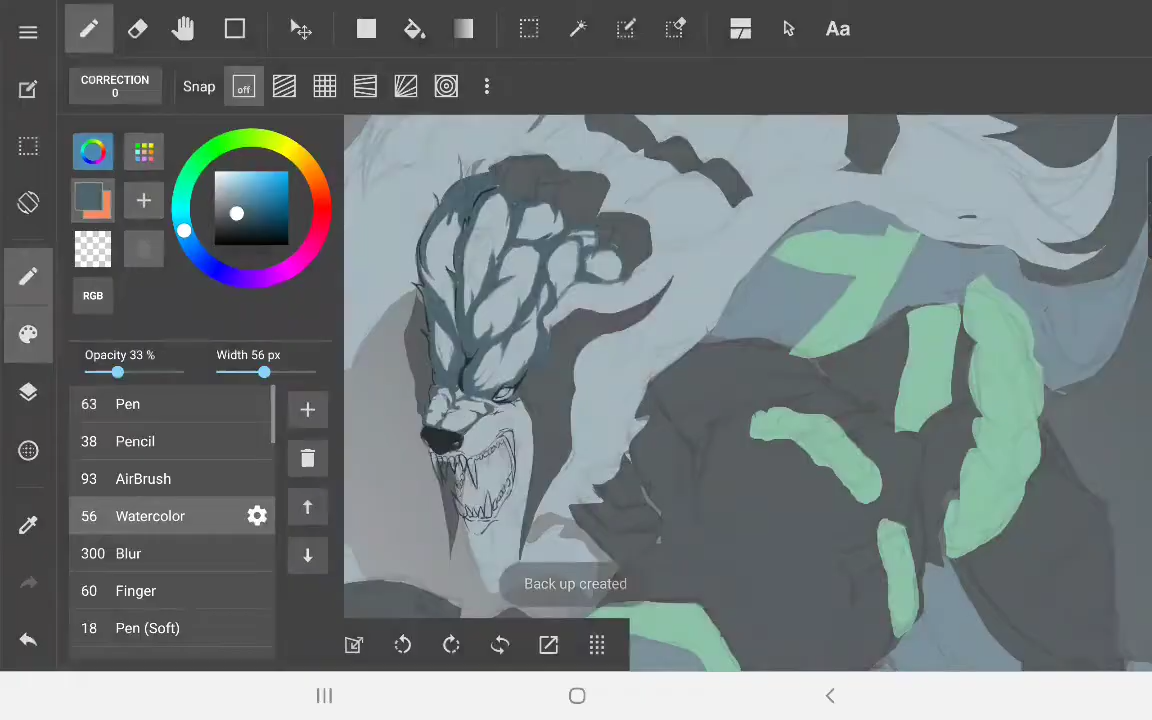 Aa
CORRECTION
0
Snap
off
RGB
Opacity 33 %
Width 56 px
63 Pen
38 Pencil
93 AirBrush
56 Watercolor
300 Blur
60 Finger
18 Pen (Soft)
Back up created